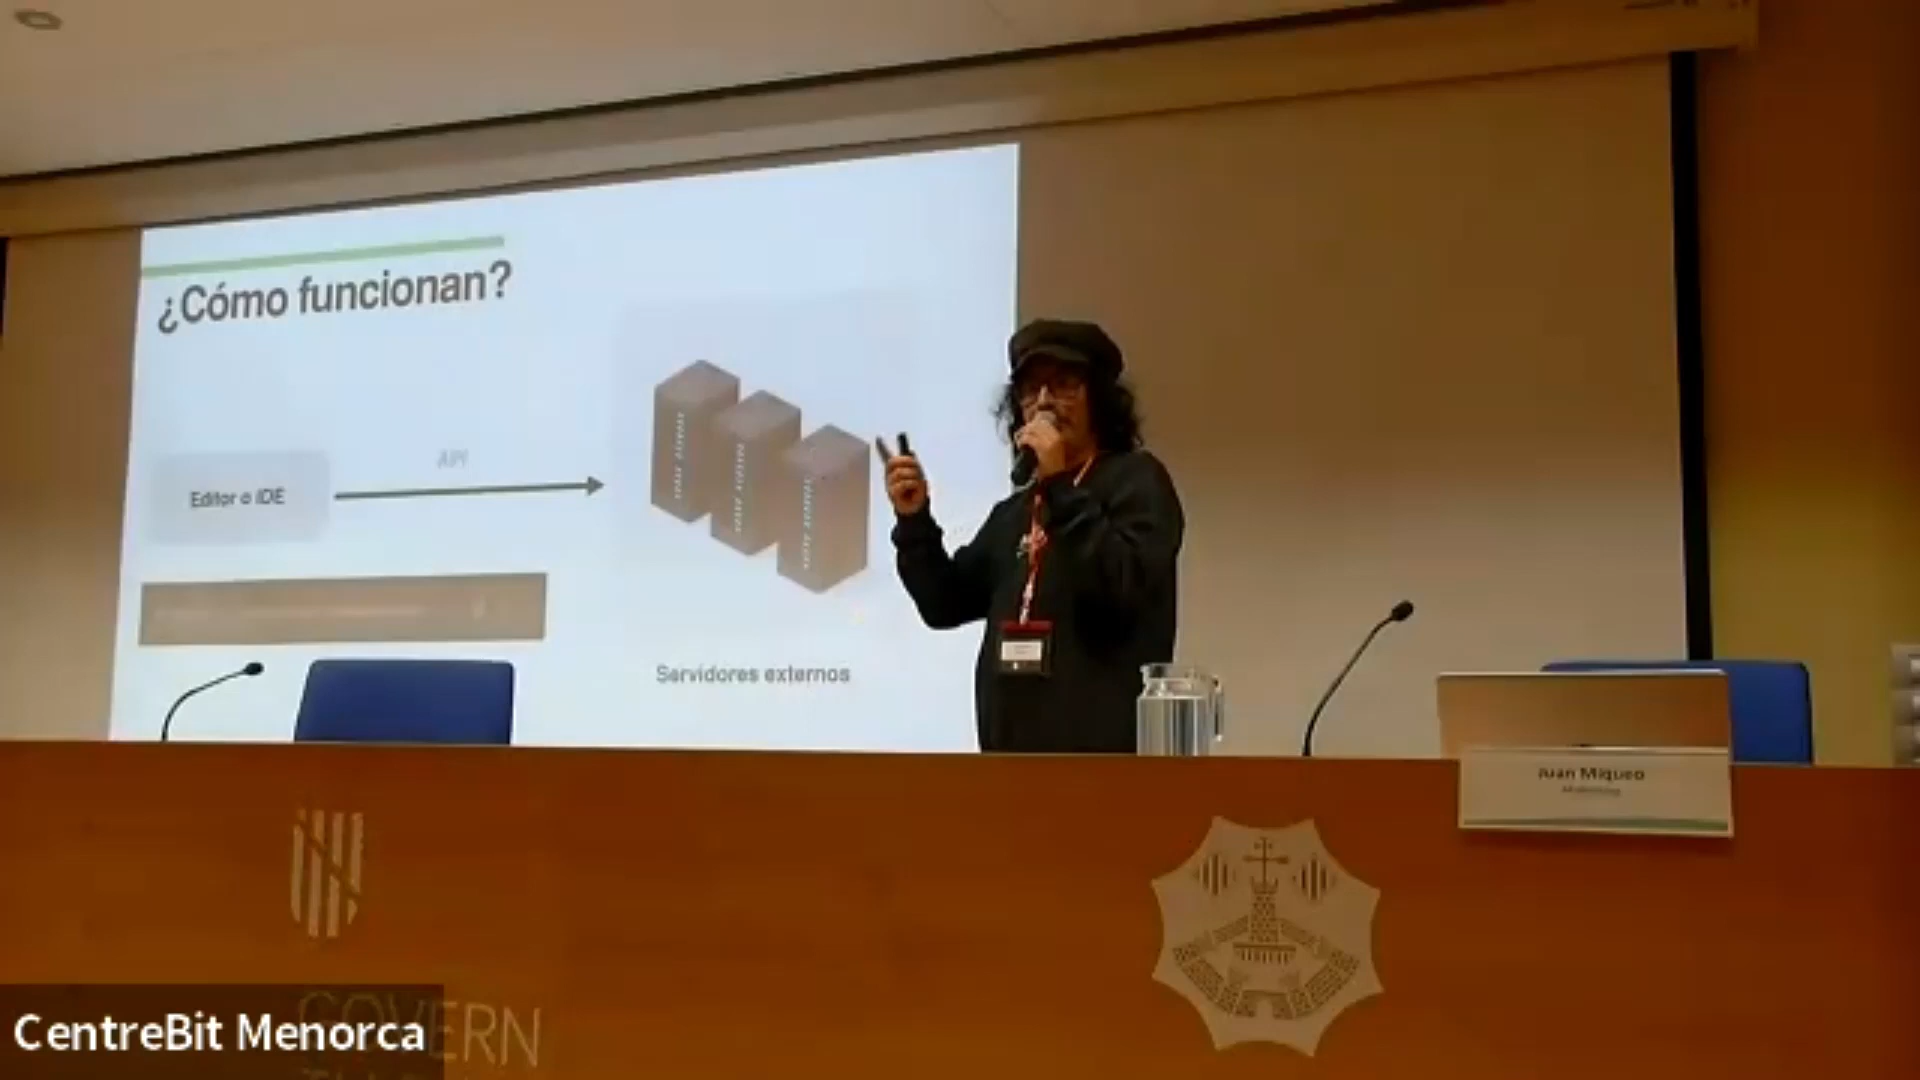 ¿Cómo funcionan?
API
Editor o IDE
Servidores externos
Juan Miqueo
GOVERN
CentreBit Menorca